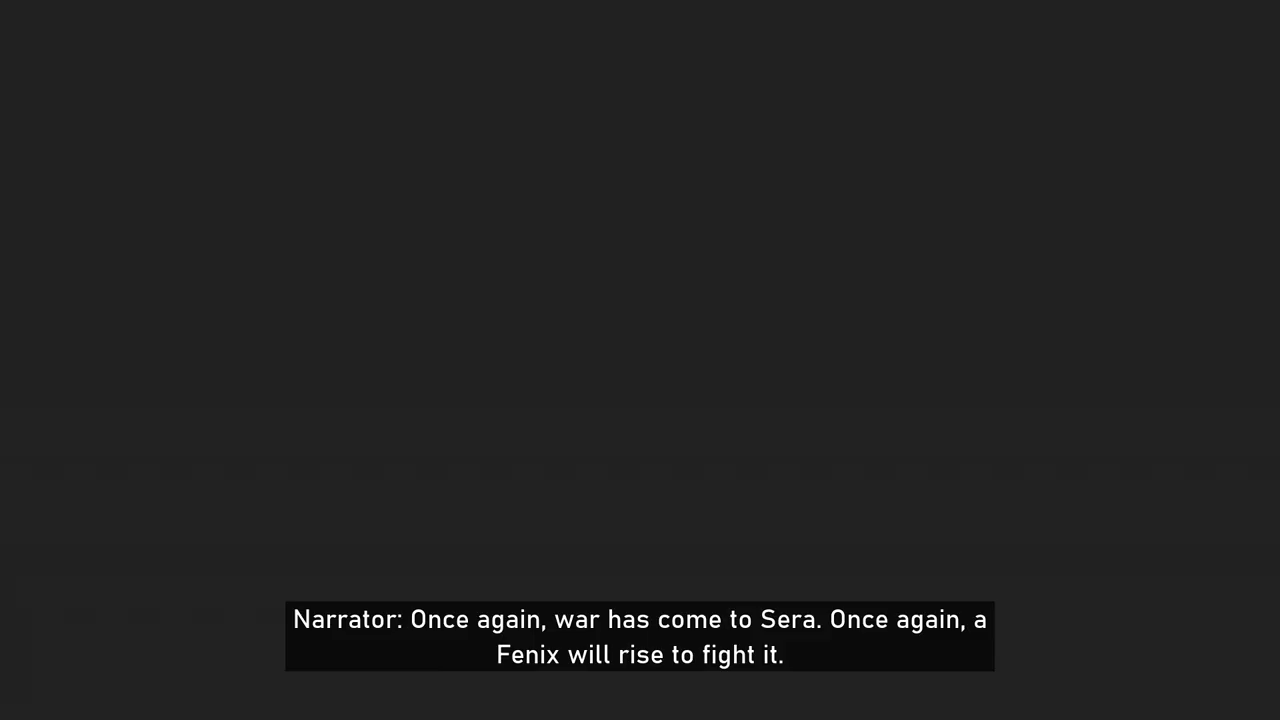 Narrator: Once again, war has come to Sera. Once again, a
Fenix will rise to fight it.